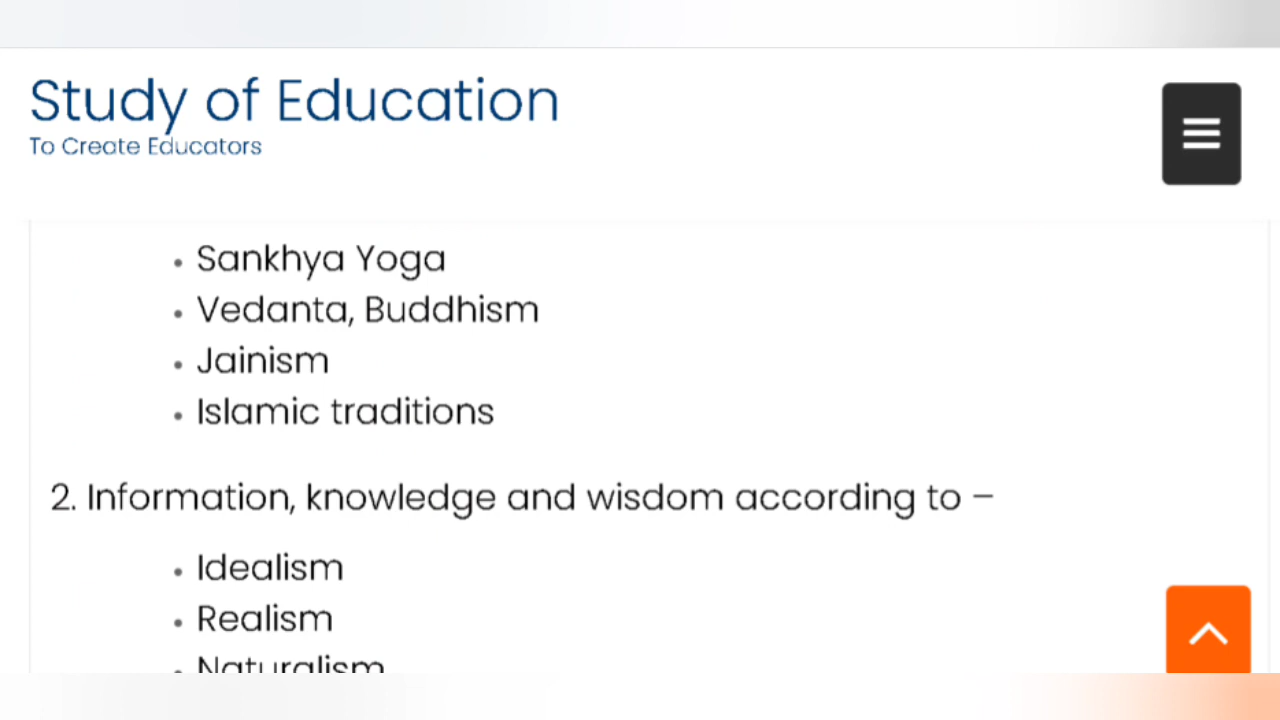 Study of Education
To Create Educators
• Sankhya Yoga
• Vedanta, Buddhism
• Jainism
• Islamic traditions
2. Information, knowledge and wisdom according to –
• Idealism
• Realism
• Naturalism